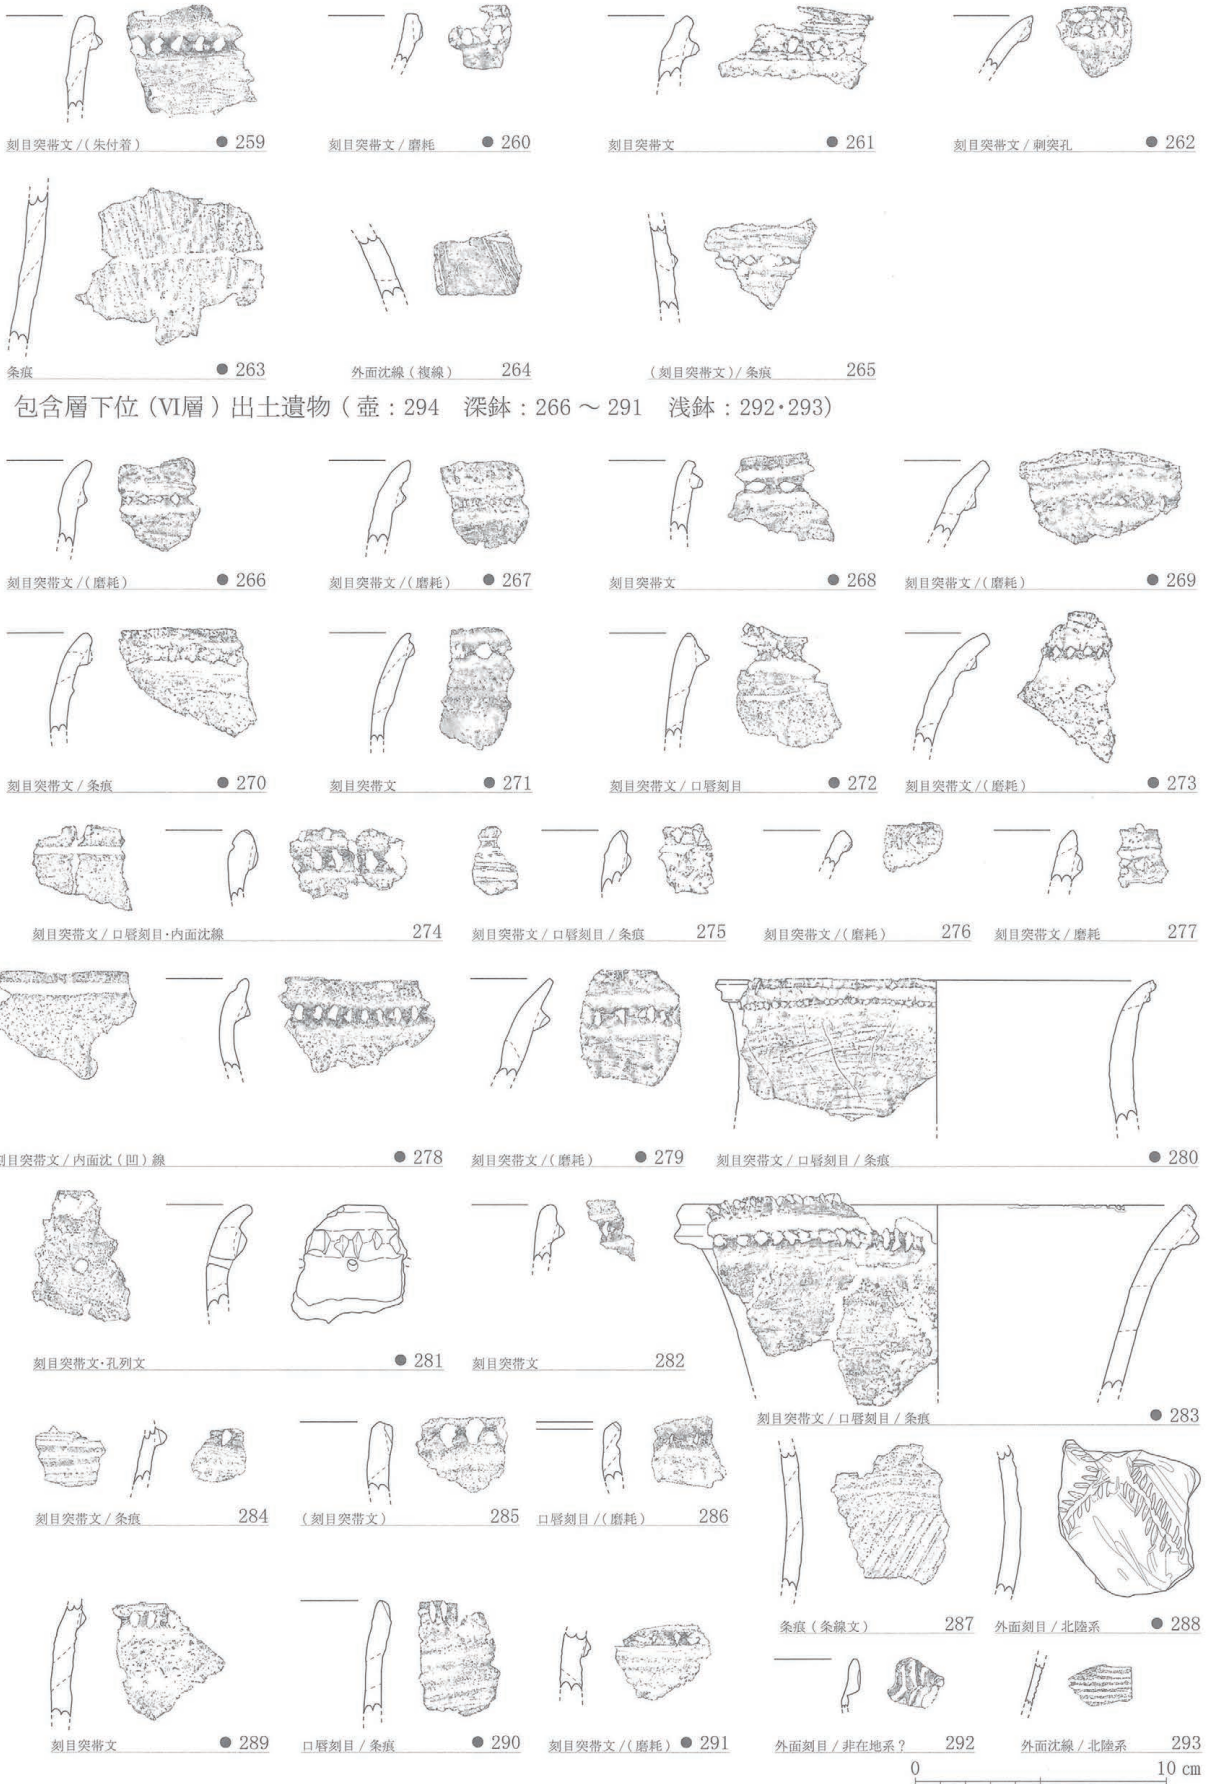 刻目突帯文/(朱付着) ● 259
刻目突帯文/磨耗 ● 260
刻目突帯文 ● 261
刻目突帯文/刺突孔 ● 262
条痕 ● 263
外面沈線(複線) 264
(刻目突帯文)/条痕 265
包含層下位(Ⅵ層)出土遺物(壺:294 深鉢:266～291 浅鉢:292・293)
刻目突帯文/(磨耗) ● 266
刻目突帯文/(磨耗) ● 267
刻目突帯文 ● 268
刻目突帯文/(磨耗) ● 269
刻目突帯文/条痕 ● 270
刻目突帯文 ● 271
刻目突帯文/口唇刻目 ● 272
刻目突帯文/(磨耗) ● 273
刻目突帯文/口唇刻目・内面沈線 274
刻目突帯文/口唇刻目/条痕 275
刻目突帯文/(磨耗) 276
刻目突帯文/磨耗 277
刻目突帯文/内面沈(凹)線 ● 278
刻目突帯文/(磨耗) ● 279
刻目突帯文/口唇刻目/条痕 ● 280
刻目突帯文・孔列文 ● 281
刻目突帯文 282
刻目突帯文/口唇刻目/条痕 ● 283
刻目突帯文/条痕 284
(刻目突帯文) 285
口唇刻目/(磨耗) 286
条痕(条線文) 287
外面刻目/北陸系 ● 288
刻目突帯文 ● 289
口唇刻目/条痕 ● 290
刻目突帯文/(磨耗) ● 291
外面刻目/非在地系? 292
外面沈線/北陸系 293
0 10 cm